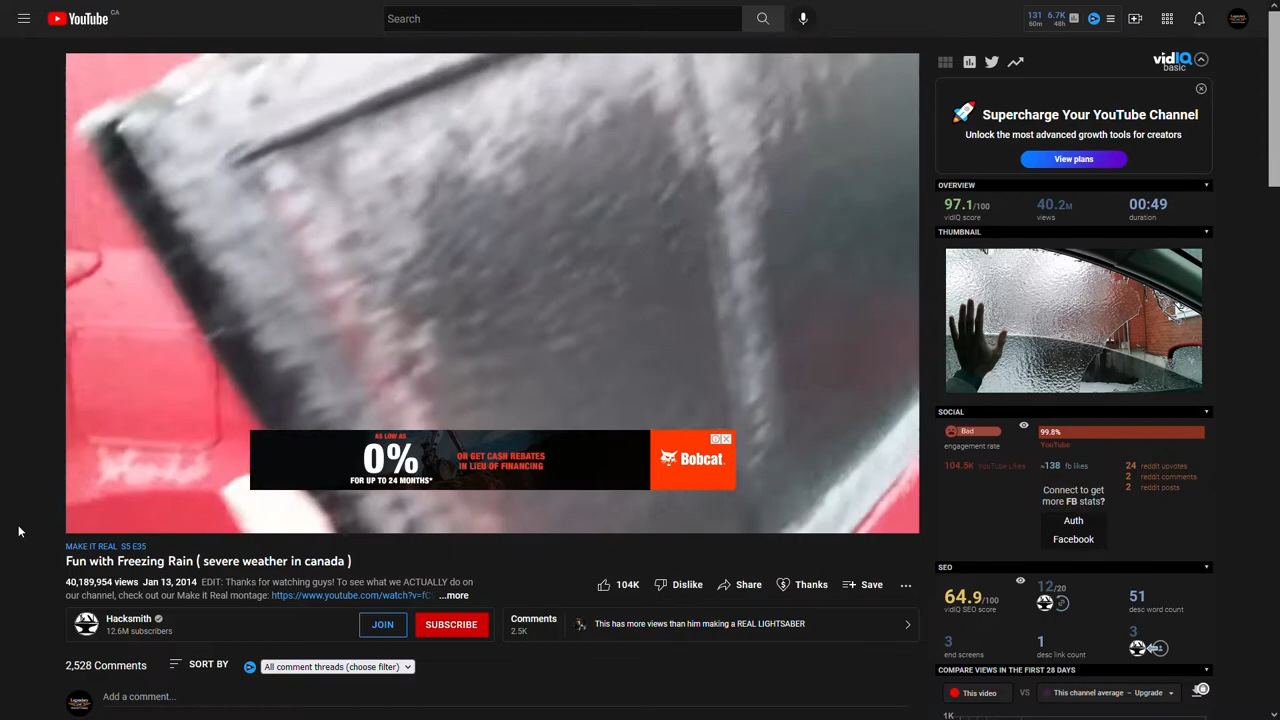 YouTube CA
Search
131 6.7K
60m 48h
vidIQ
basic
Supercharge Your YouTube Channel
Unlock the most advanced growth tools for creators
View plans
OVERVIEW
97.1/100 40.2M 00:49
vidIQ score views duration
THUMBNAIL
AS LOW AS
0%
FOR UP TO 24 MONTHS*
OR GET CASH REBATES
IN LIEU OF FINANCING
Bobcat
SOCIAL
Bad 99.8%
engagement rate YouTube
104.5K YouTube Likes ≈138 fb likes 24 reddit upvotes
2 reddit comments
2 reddit posts
Connect to get
more FB stats?
Auth
Facebook
MAKE IT REAL S5 E35
Fun with Freezing Rain ( severe weather in canada )
40,189,954 views Jan 13, 2014 EDIT: Thanks for watching guys! To see what we ACTUALLY do on
our channel, check out our Make it Real montage: https://www.youtube.com/watch?v=fC ...more
104K Dislike Share Thanks Save
Hacksmith
12.6M subscribers
JOIN SUBSCRIBE
Comments
2.5K
This has more views than him making a REAL LIGHTSABER
2,528 Comments SORT BY All comment threads (choose filter)
Add a comment...
SEO
64.9/100 12/20 51
vidIQ SEO score desc word count
3 1 3
end screens desc link count
COMPARE VIEWS IN THE FIRST 28 DAYS
This video VS This channel average – Upgrade
1K